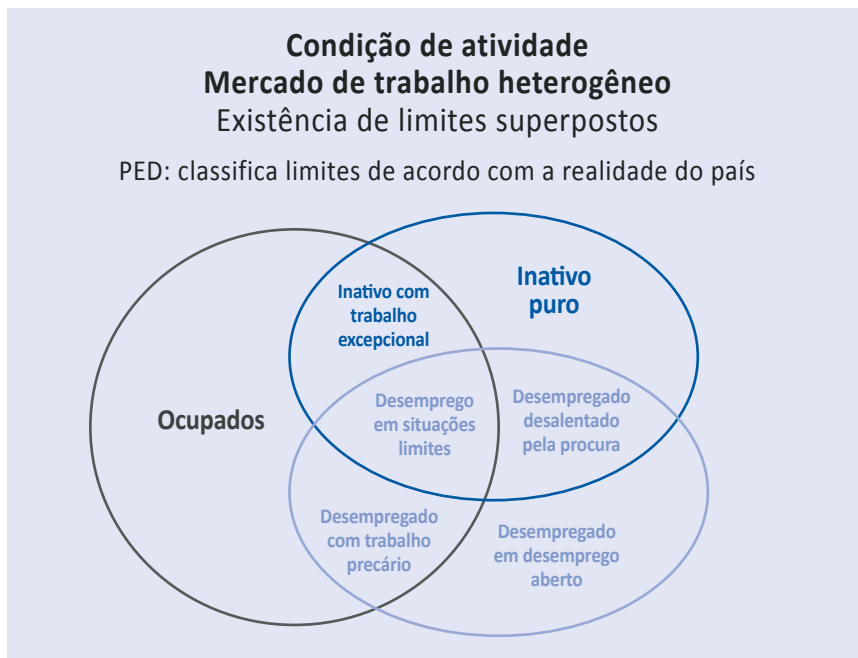 Condição de atividade
Mercado de trabalho heterogêneo
Existência de limites superpostos
PED: classifica limites de acordo com a realidade do país
Inativo
puro
Inativo com
trabalho
excepcional
Ocupados
Desemprego
em situações
limites
Desempregado
desalentado
pela procura
Desempregado
com trabalho
precário
Desempregado
em desemprego
aberto